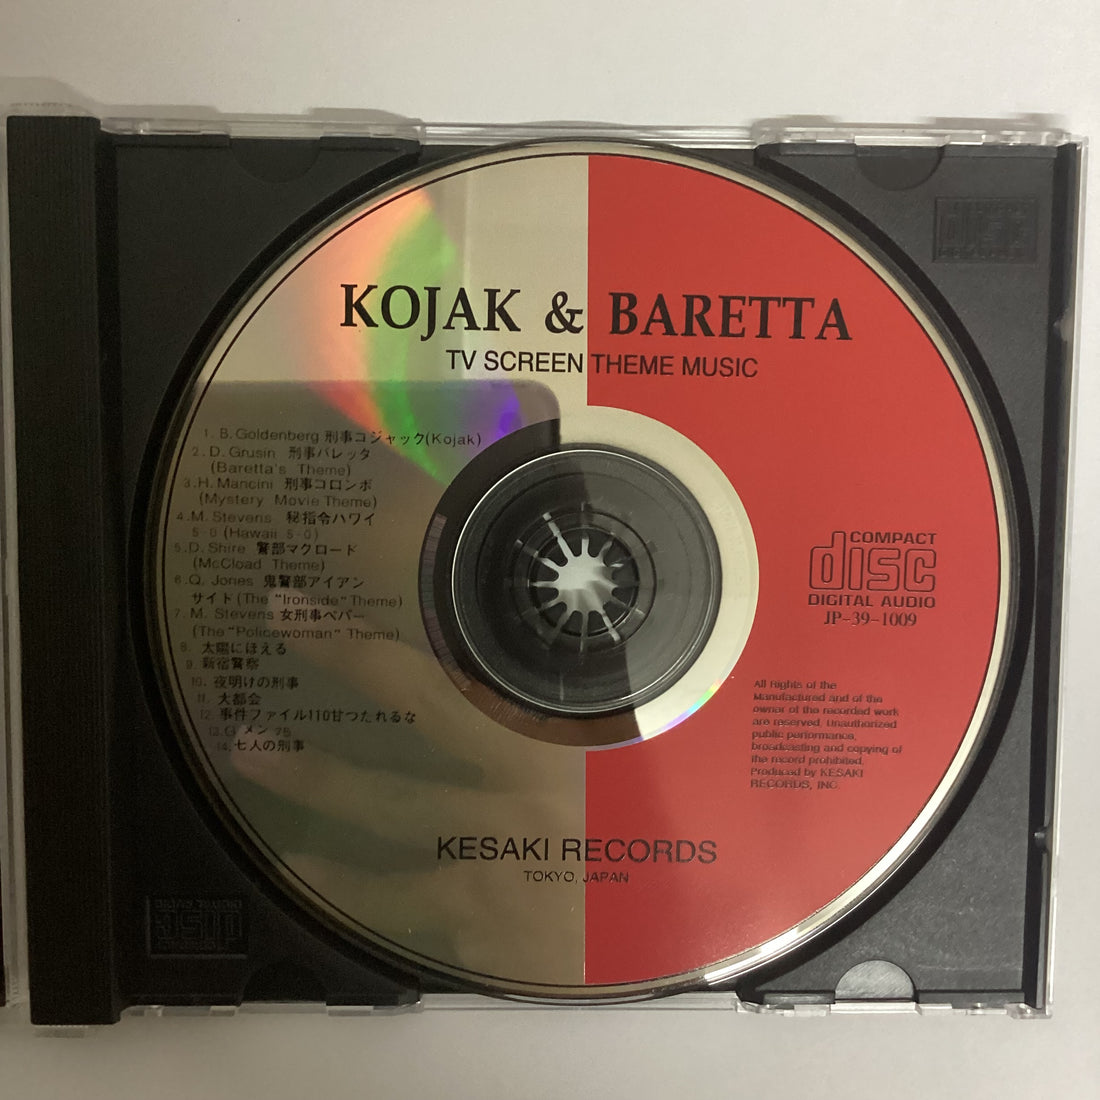 KOJAK & BARETTA
TV SCREEN THEME MUSIC
1. B.Goldenberg 刑事コジャック(Kojak)
2. D. Grusin 刑事バレッタ
(Baretta's Theme)
3. H. Mancini 刑事コロンボ
(Mystery Movie Theme)
4. M. Stevens 秘指令ハワイ
5-0 (Hawaii 5-0)
5. D. Shire 警部マクロード
(McCload Theme)
6. Q. Jones 鬼警部アイアン
サイド(The "Ironside" Theme)
7. M. Stevens 女刑事ペパー
(The "Policewoman" Theme)
8. 太陽にほえる
9. 新宿警察
10. 夜明けの刑事
11. 大都会
12. 事件ファイル110甘ったれるな
13. G メン 75
14. 七人の刑事
COMPACT
disc
DIGITAL AUDIO
JP-39-1009
All Rights of the
Manufactured and of the
owner of the recorded work
are reserved. Unauthorized
public performance,
broadcasting and copying of
the record prohibited.
Produced by KESAKI
RECORDS, INC.
KESAKI RECORDS
TOKYO, JAPAN